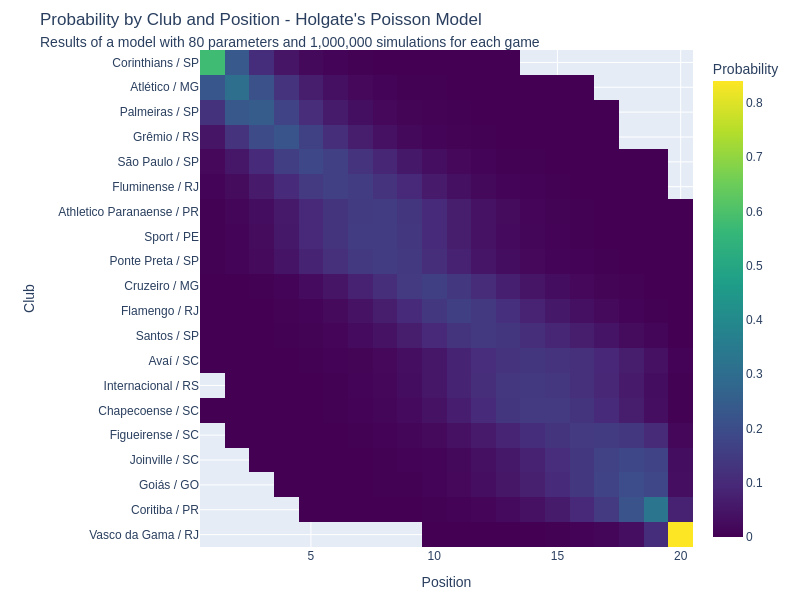 Probability by Club and Position - Holgate's Poisson Model
Results of a model with 80 parameters and 1,000,000 simulations for each game
Probability
Corinthians / SP
Atlético / MG
Palmeiras / SP
Grêmio / RS
São Paulo / SP
Fluminense / RJ
Athletico Paranaense / PR
Sport / PE
Ponte Preta / SP
Cruzeiro / MG
Flamengo / RJ
Santos / SP
Avaí / SC
Internacional / RS
Chapecoense / SC
Figueirense / SC
Joinville / SC
Goiás / GO
Coritiba / PR
Vasco da Gama / RJ
Club
0.8
0.7
0.6
0.5
0.4
0.3
0.2
0.1
0
5 10 15 20
Position